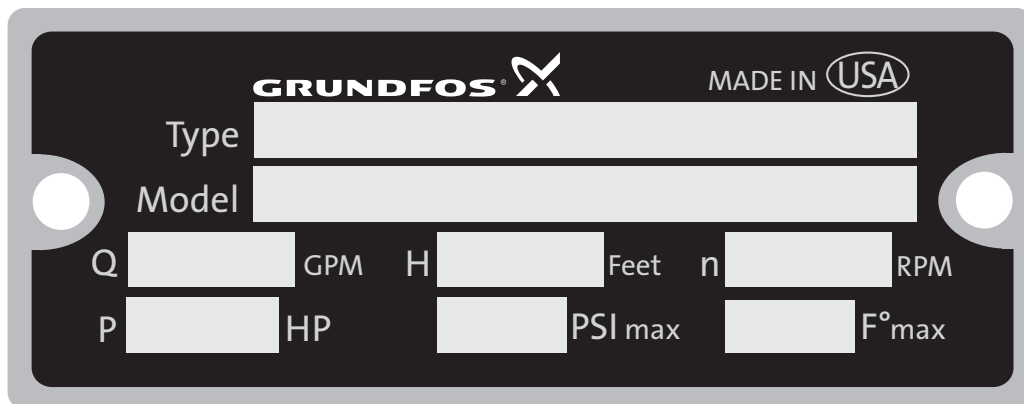 GRUNDFOS® MADE IN USA
Type
Model
Q GPM H Feet n RPM
P HP PSI max F°max